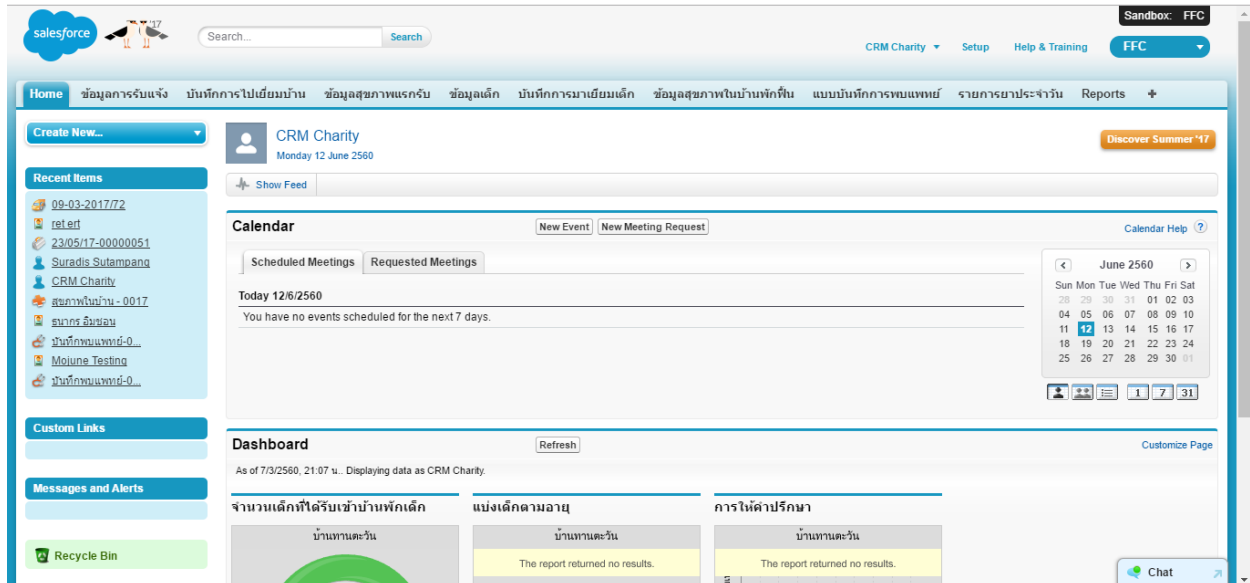 Sandbox: FFC
salesforce '17 Search... Search
CRM Charity Setup Help & Training FFC
Home ข้อมูลการรับแจ้ง บันทึกการไปเยี่ยมบ้าน ข้อมูลสุขภาพแรกรับ ข้อมูลเด็ก บันทึกการมาเยี่ยมเด็ก ข้อมูลสุขภาพในบ้านพักฟื้น แบบบันทึกการพบแพทย์ รายการยาประจำวัน Reports +
Create New...
Recent Items
09-03-2017/72
ret ert
23/05/17-00000051
Suradis Sutampang
CRM Charity
สุขภาพในบ้าน - 0017
ธนากร อิมซอน
บันทึกพบแพทย์-0...
Mojune Testing
บันทึกพบแพทย์-0...
Custom Links
Messages and Alerts
Recycle Bin
CRM Charity
Monday 12 June 2560
Discover Summer '17
Show Feed
Calendar New Event New Meeting Request Calendar Help ?
Scheduled Meetings Requested Meetings
Today 12/6/2560
You have no events scheduled for the next 7 days.
< June 2560 >
Sun Mon Tue Wed Thu Fri Sat
28 29 30 31 01 02 03
04 05 06 07 08 09 10
11 12 13 14 15 16 17
18 19 20 21 22 23 24
25 26 27 28 29 30 01
1 7 31
Dashboard Refresh Customize Page
As of 7/3/2560, 21:07 น.. Displaying data as CRM Charity.
จำนวนเด็กที่ได้รับเข้าบ้านพักเด็ก แบ่งเด็กตามอายุ การให้คำปรึกษา
บ้านทานตะวัน บ้านทานตะวัน บ้านทานตะวัน
The report returned no results. The report returned no results.
Chat